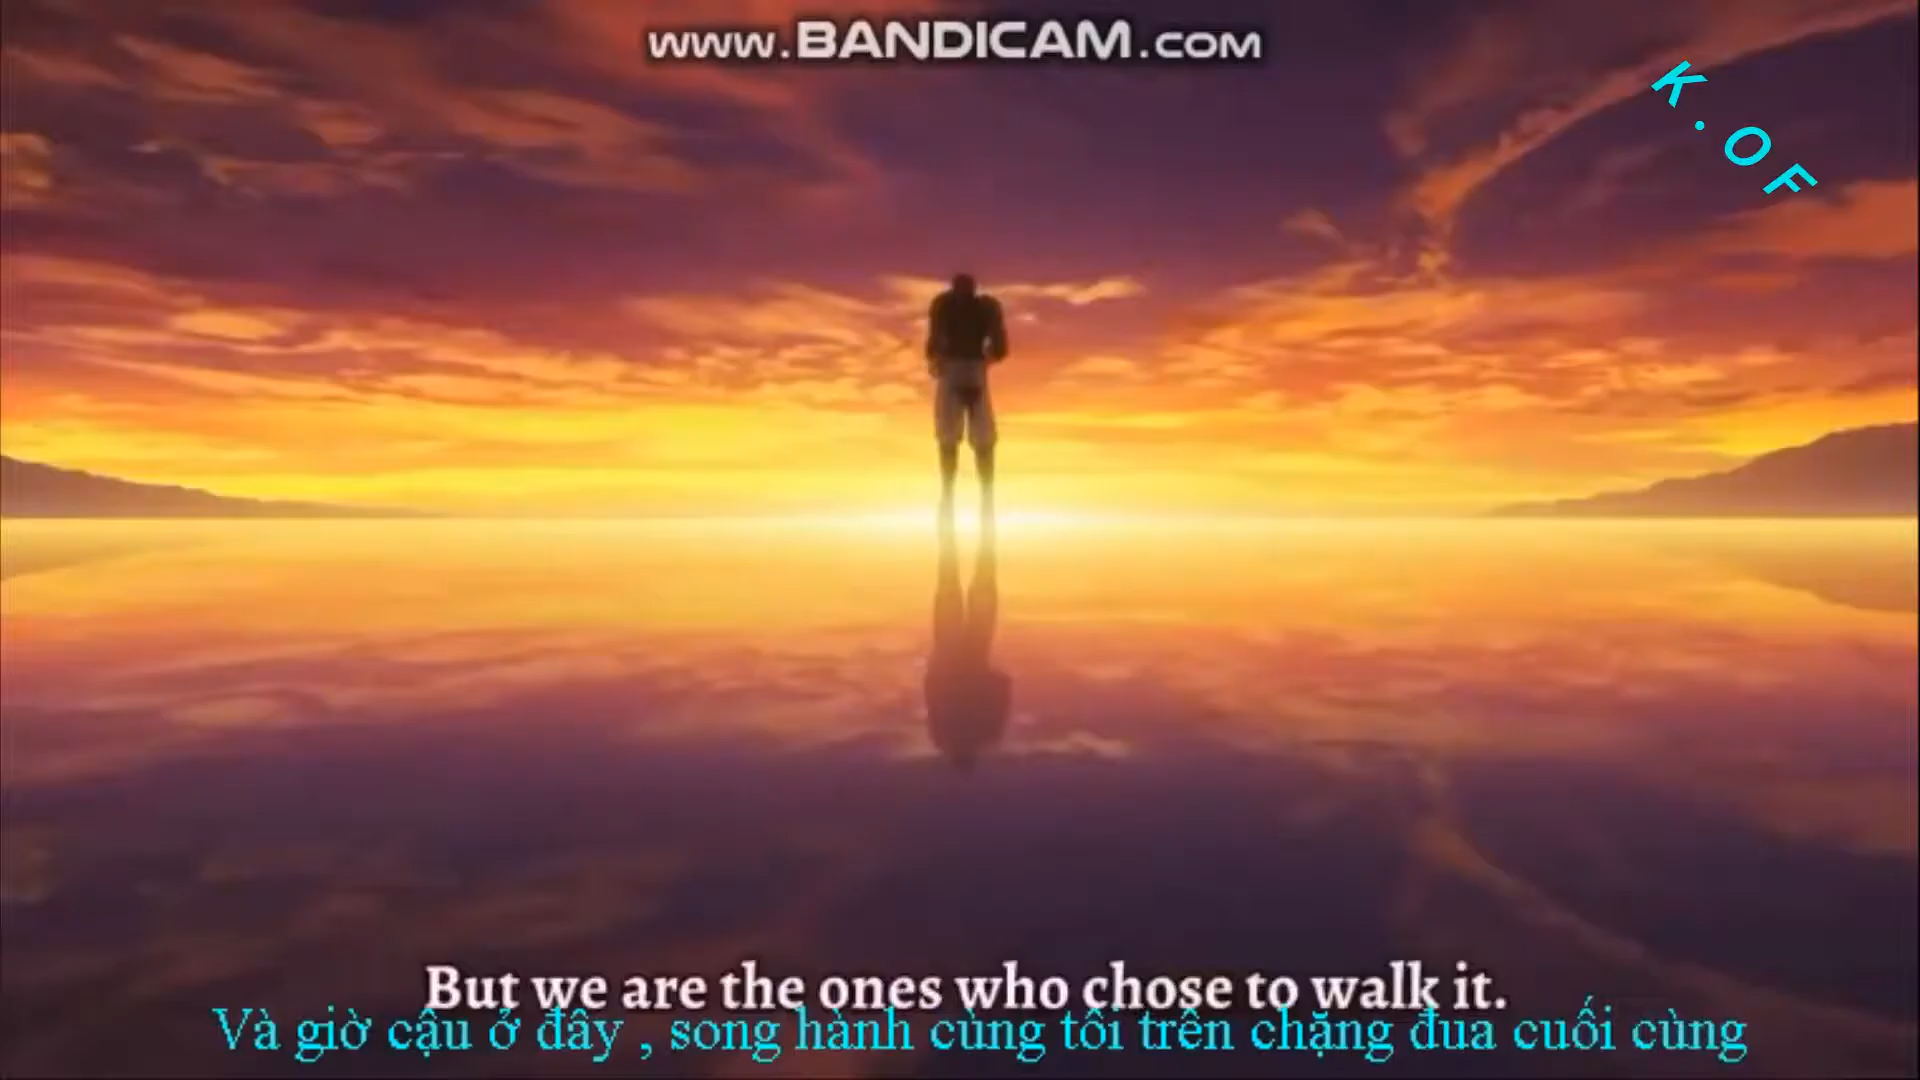 www.BANDICAM.com
K.OF
But we are the ones who chose to walk it.
Và giờ cậu ở đây , song hành cùng tôi trên chặng đua cuối cùng